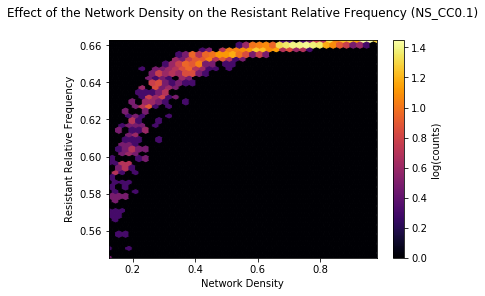 Effect of the Network Density on the Resistant Relative Frequency (NS_CC0.1)
0.66
0.64
0.62
0.60
0.58
0.56
Resistant Relative Frequency
0.2 0.4 0.6 0.8
Network Density
1.4
1.2
1.0
0.8
0.6
0.4
0.2
0.0
log(counts)